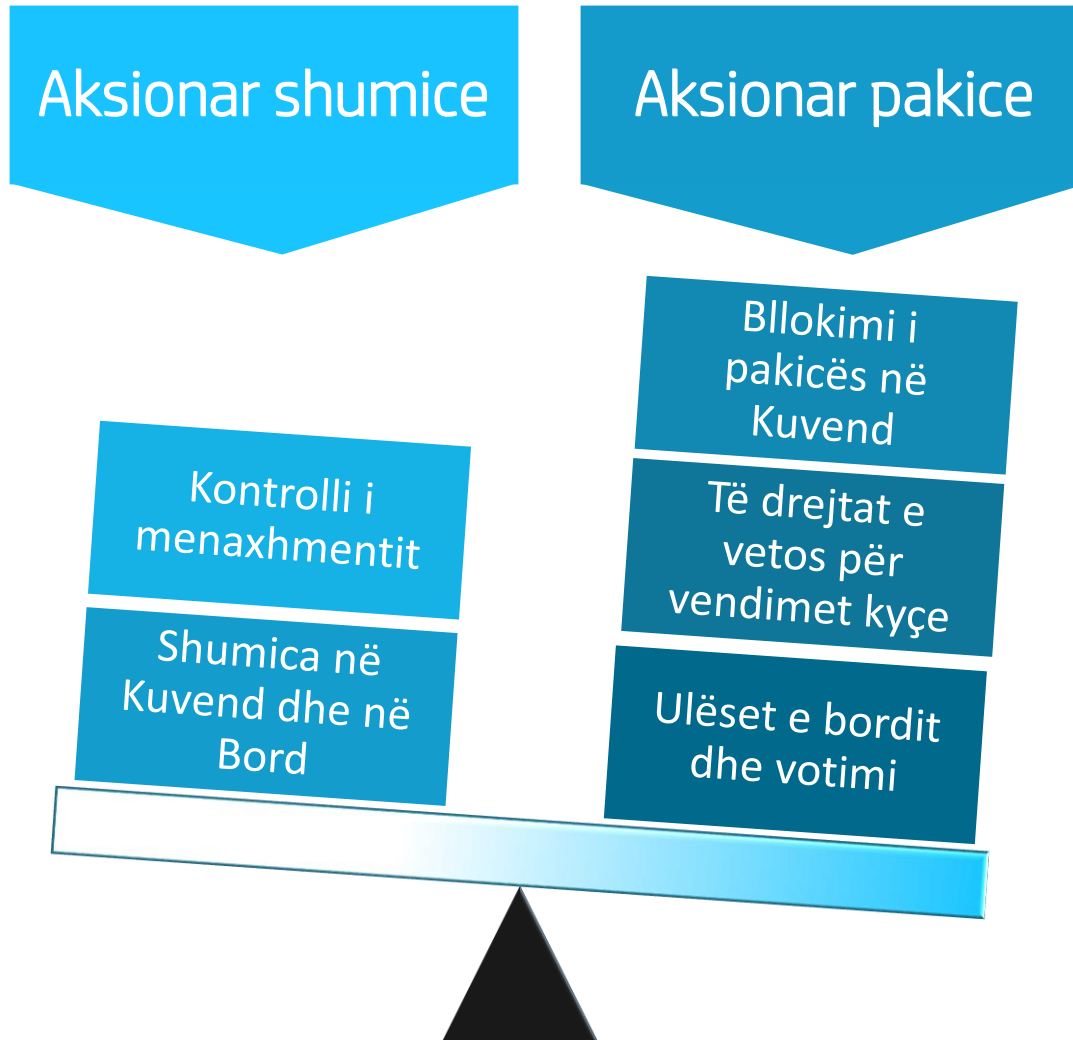 Aksionar shumice
Aksionar pakice
Kontrolli i
menaxhmentit
Shumica në
Kuvend dhe në
Bord
Bllokimi i
pakicës në
Kuvend
Të drejtat e
vetos për
vendimet kyçe
Ulëset e bordit
dhe votimi